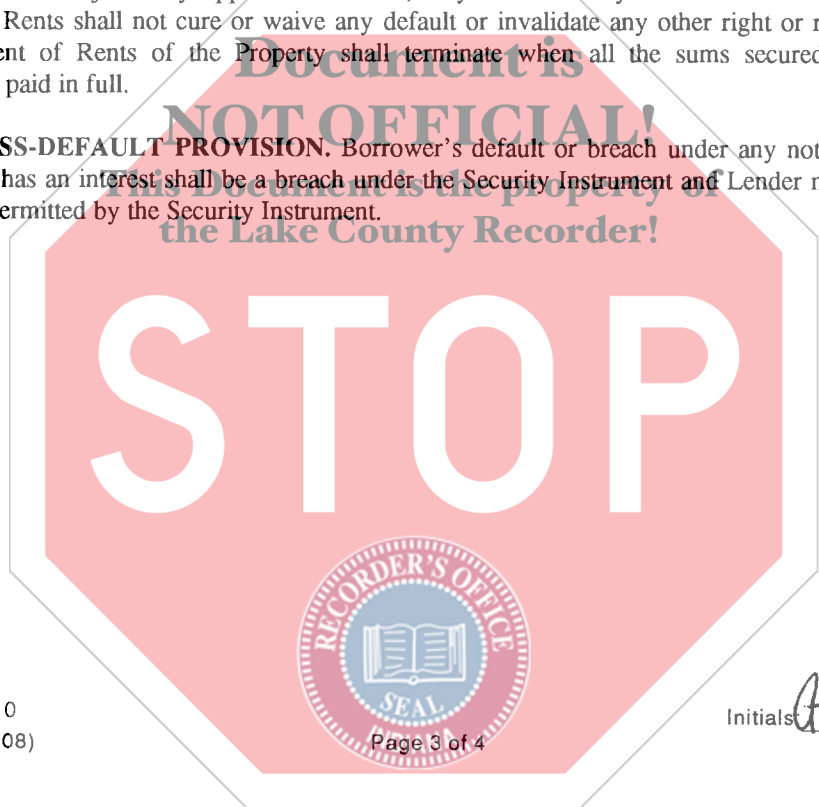 Rents shall not cure or waive any default or invalidate any other right or
nt of Rents of the Property shall terminate when all the sums secured
paid in full.
Document is
NOT OFFICIAL!
SS-DEFAULT PROVISION. Borrower's default or breach under any not
has an interest shall be a breach under the Security Instrument and Lender
This Document is the property of
ermitted by the Security Instrument.
the Lake County Recorder!
STOP
RECORDER'S OFFICE
SEAL
INDIANA
0
08)
Page 3 of 4
Initials